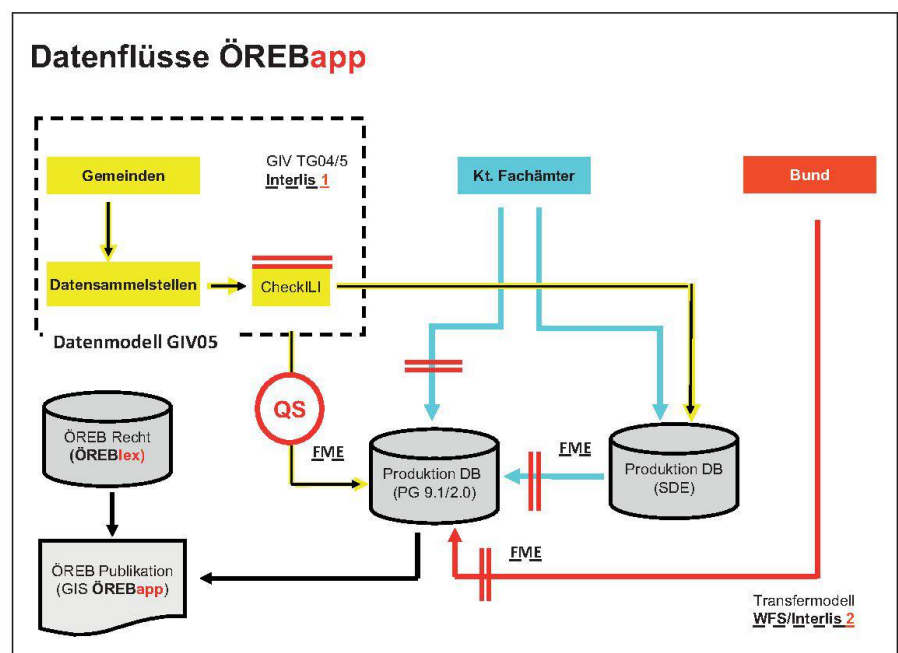 Datenflüsse ÖREBapp
GIV TG04/5
Interlis 1
Gemeinden
Kt. Fachämter
Bund
Datensammelstellen
CheckILI
Datenmodell GIV05
QS
ÖREB Recht
(ÖREBlex)
FME
Produktion DB
(PG 9.1/2.0)
FME
Produktion DB
(SDE)
FME
ÖREB Publikation
(GIS ÖREBapp)
Transfermodell
WFS/Interlis 2